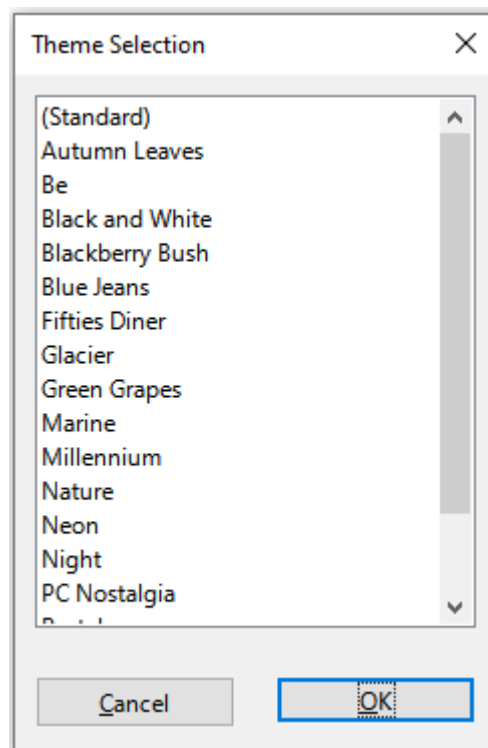 Theme Selection
(Standard)
Autumn Leaves
Be
Black and White
Blackberry Bush
Blue Jeans
Fifties Diner
Glacier
Green Grapes
Marine
Millennium
Nature
Neon
Night
PC Nostalgia
Cancel
OK